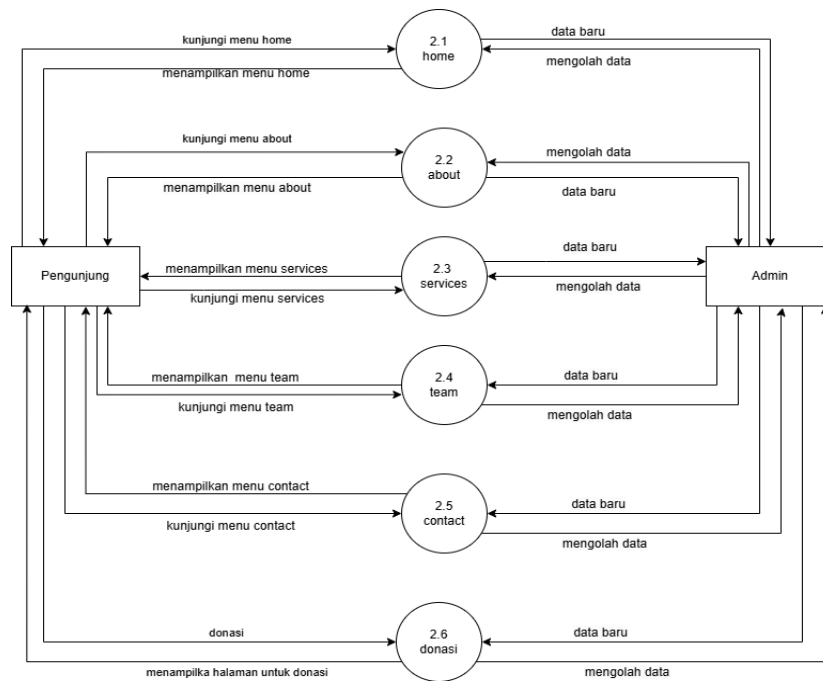 kunjungi menu home
2.1
home
data baru
menampilkan menu home
mengolah data
kunjungi menu about
2.2
about
mengolah data
menampilkan menu about
data baru
Pengunjung
menampilkan menu services
kunjungi menu services
2.3
services
data baru
mengolah data
Admin
menampilkan  menu team
kunjungi menu team
2.4
team
data baru
mengolah data
menampilkan menu contact
kunjungi menu contact
2.5
contact
data baru
mengolah data
donasi
2.6
donasi
data baru
menampilka halaman untuk donasi
mengolah data